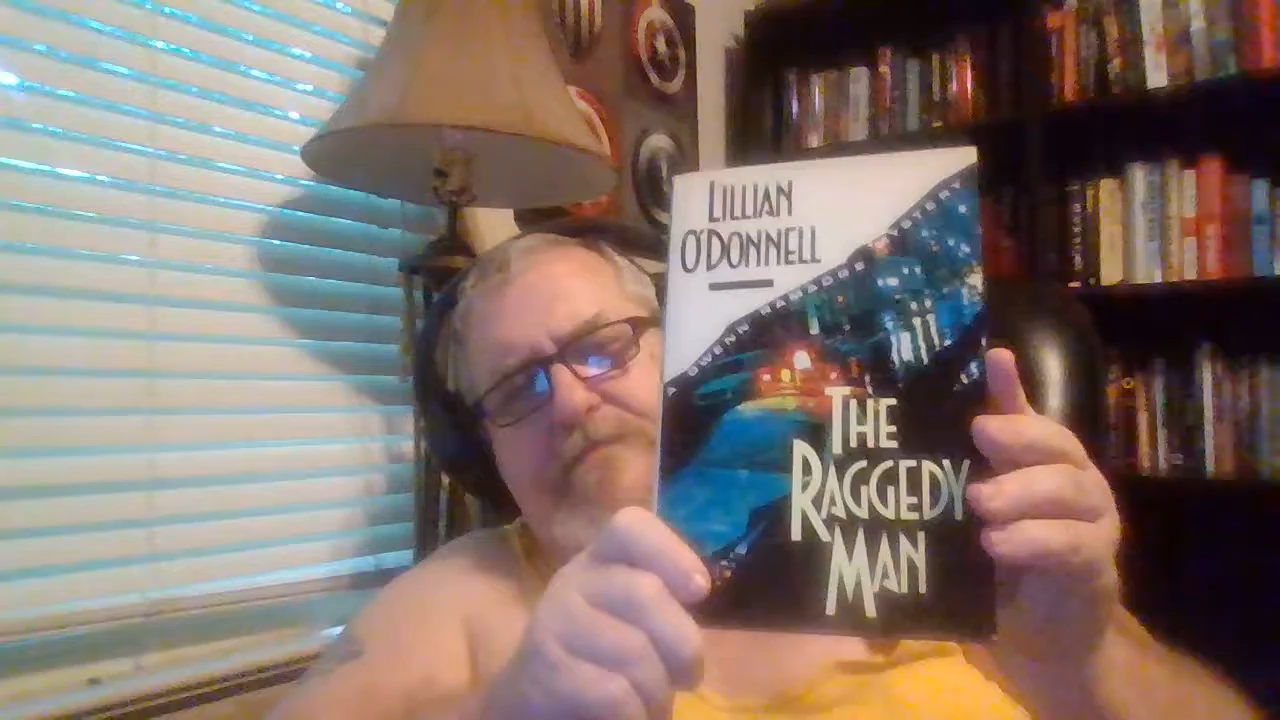 LILLIAN
O'DONNELL
A GWENN RAMADGE MYSTERY
THE
RAGGEDY
MAN